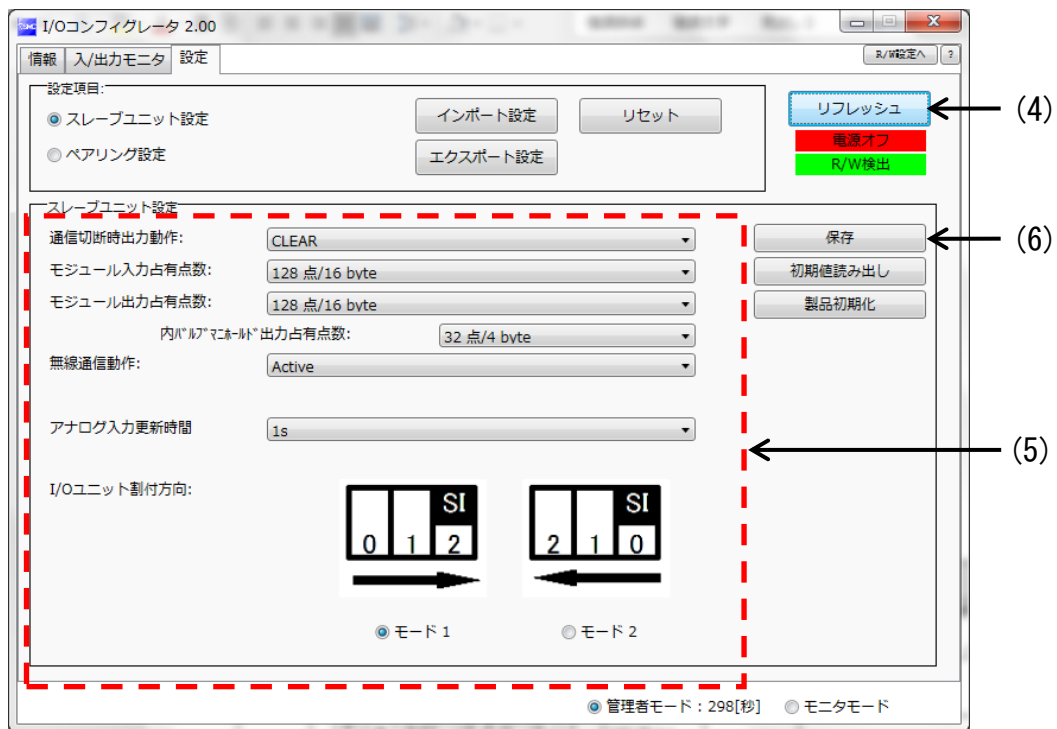 I/Oコンフィグレータ 2.00
情報 入/出力モニタ 設定 R/W設定へ ?
設定項目:
スレーブユニット設定 インポート設定 リセット リフレッシュ (4)
電源オフ
ペアリング設定 エクスポート設定 R/W検出
スレーブユニット設定
通信切断時出力動作: CLEAR 保存 (6)
モジュール入力占有点数: 128 点/16 byte 初期値読み出し
モジュール出力占有点数: 128 点/16 byte 製品初期化
内ﾊﾞﾙﾌﾞﾏﾆﾎｰﾙﾄﾞ出力占有点数: 32 点/4 byte
無線通信動作: Active
アナログ入力更新時間 1s
(5)
I/Oユニット割付方向:
SI SI
0 1 2 2 1 0
モード 1 モード 2
管理者モード：298[秒] モニタモード